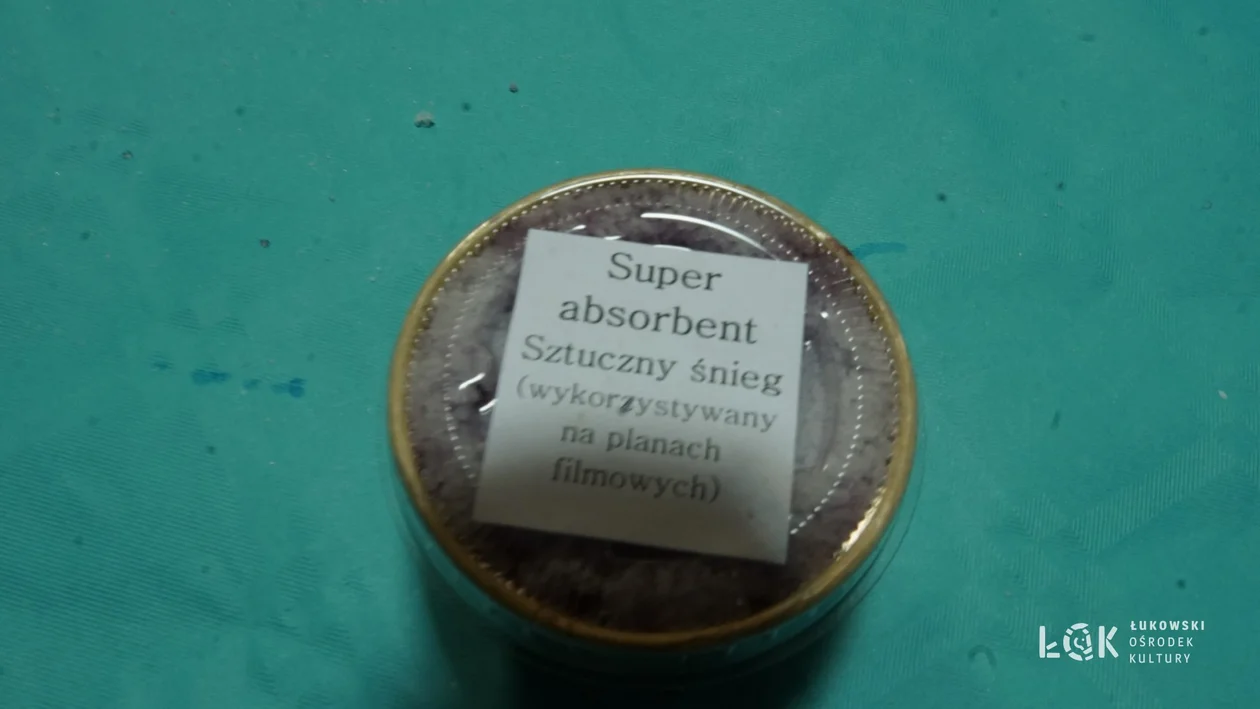 Super
absorbent
Sztuczny śnieg
(wykorzystywany
na planach
filmowych)
ŁOK
ŁUKOWSKI
OŚRODEK
KULTURY